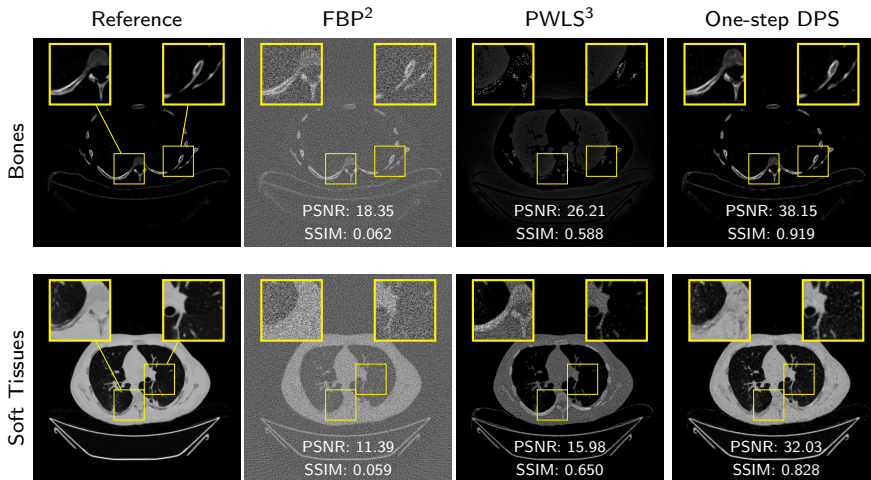 Reference
FBP²
PWLS³
One-step DPS
Bones
PSNR: 18.35
SSIM: 0.062
PSNR: 26.21
SSIM: 0.588
PSNR: 38.15
SSIM: 0.919
Soft Tissues
PSNR: 11.39
SSIM: 0.059
PSNR: 15.98
SSIM: 0.650
PSNR: 32.03
SSIM: 0.828